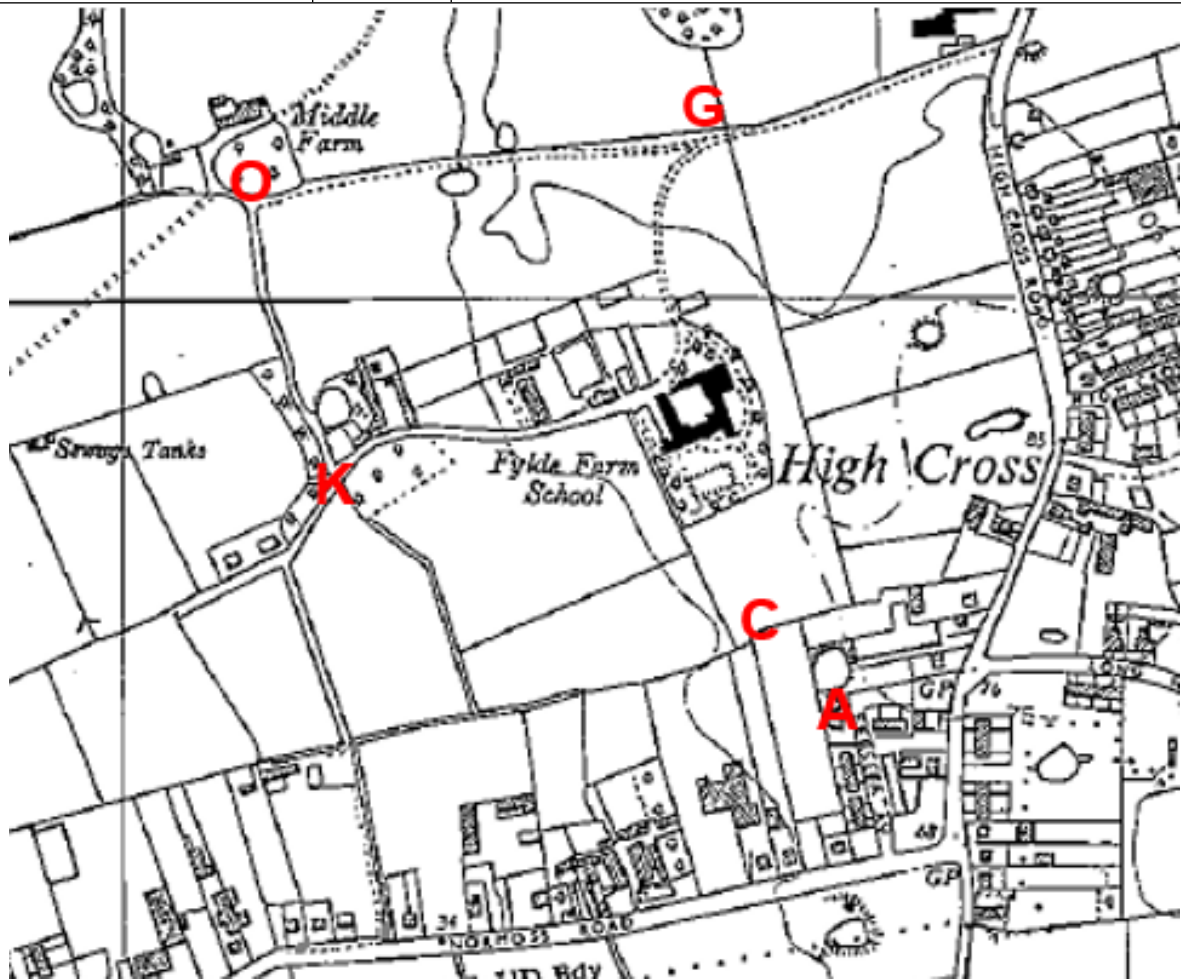 G
Middle
Farm
O
HIGH CROSS ROAD
Sewage Tanks
K
Fylde Farm
School
High Cross
85
C
GP
76
A
68
GP
34
NORMOSS ROAD
UD Bdy